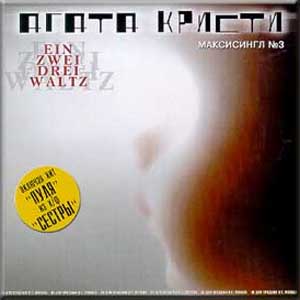 АГАТА КРИСТИ
МАКСИСИНГЛ №3
EIN
ZWEI
DREI
WALTZ
ВКЛЮЧАЯ ХИТ
"ПУЛЯ"
ИЗ К/Ф
"СЕСТРЫ"